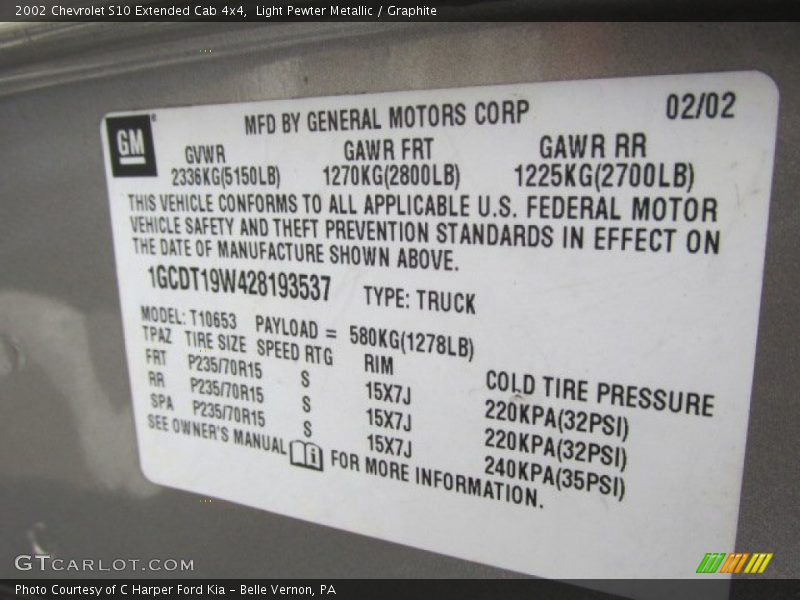 2002 Chevrolet S10 Extended Cab 4x4, Light Pewter Metallic / Graphite
GM® MFD BY GENERAL MOTORS CORP 02/02
GVWR GAWR FRT GAWR RR
2336KG(5150LB) 1270KG(2800LB) 1225KG(2700LB)
THIS VEHICLE CONFORMS TO ALL APPLICABLE U.S. FEDERAL MOTOR
VEHICLE SAFETY AND THEFT PREVENTION STANDARDS IN EFFECT ON
THE DATE OF MANUFACTURE SHOWN ABOVE.
1GCDT19W428193537 TYPE: TRUCK
MODEL: T10653 PAYLOAD = 580KG(1278LB)
TPAZ TIRE SIZE SPEED RTG RIM COLD TIRE PRESSURE
FRT P235/70R15 S 15X7J 220KPA(32PSI)
RR P235/70R15 S 15X7J 220KPA(32PSI)
SPA P235/70R15 S 15X7J 240KPA(35PSI)
SEE OWNER'S MANUAL i FOR MORE INFORMATION.
GTCARLOT.COM
Photo Courtesy of C Harper Ford Kia - Belle Vernon, PA